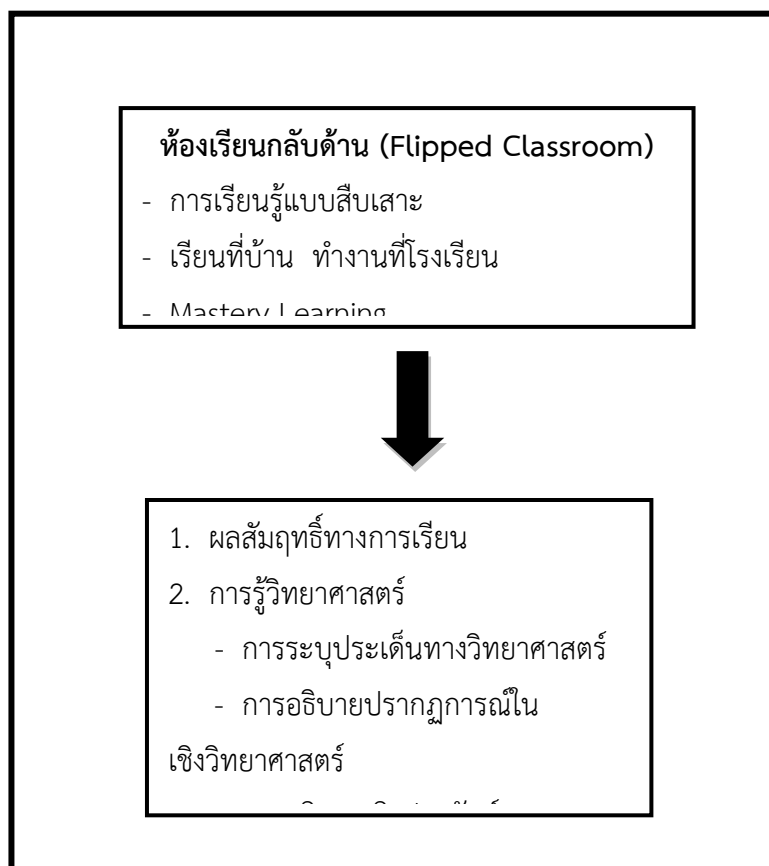 ห้องเรียนกลับด้าน (Flipped Classroom)
- การเรียนรู้แบบสืบเสาะ
- เรียนที่บ้าน ทำงานที่โรงเรียน
- Mastery Learning
1. ผลสัมฤทธิ์ทางการเรียน
2. การรู้วิทยาศาสตร์
- การระบุประเด็นทางวิทยาศาสตร์
- การอธิบายปรากฏการณ์ใน
เชิงวิทยาศาสตร์